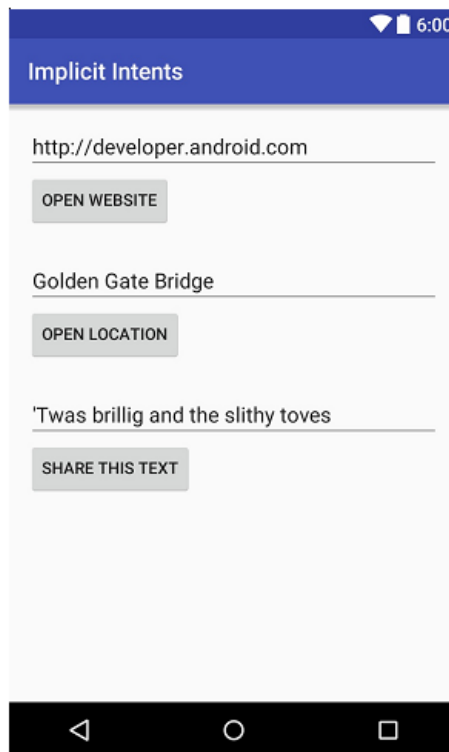 6:00
Implicit Intents
http://developer.android.com
OPEN WEBSITE
Golden Gate Bridge
OPEN LOCATION
'Twas brillig and the slithy toves
SHARE THIS TEXT